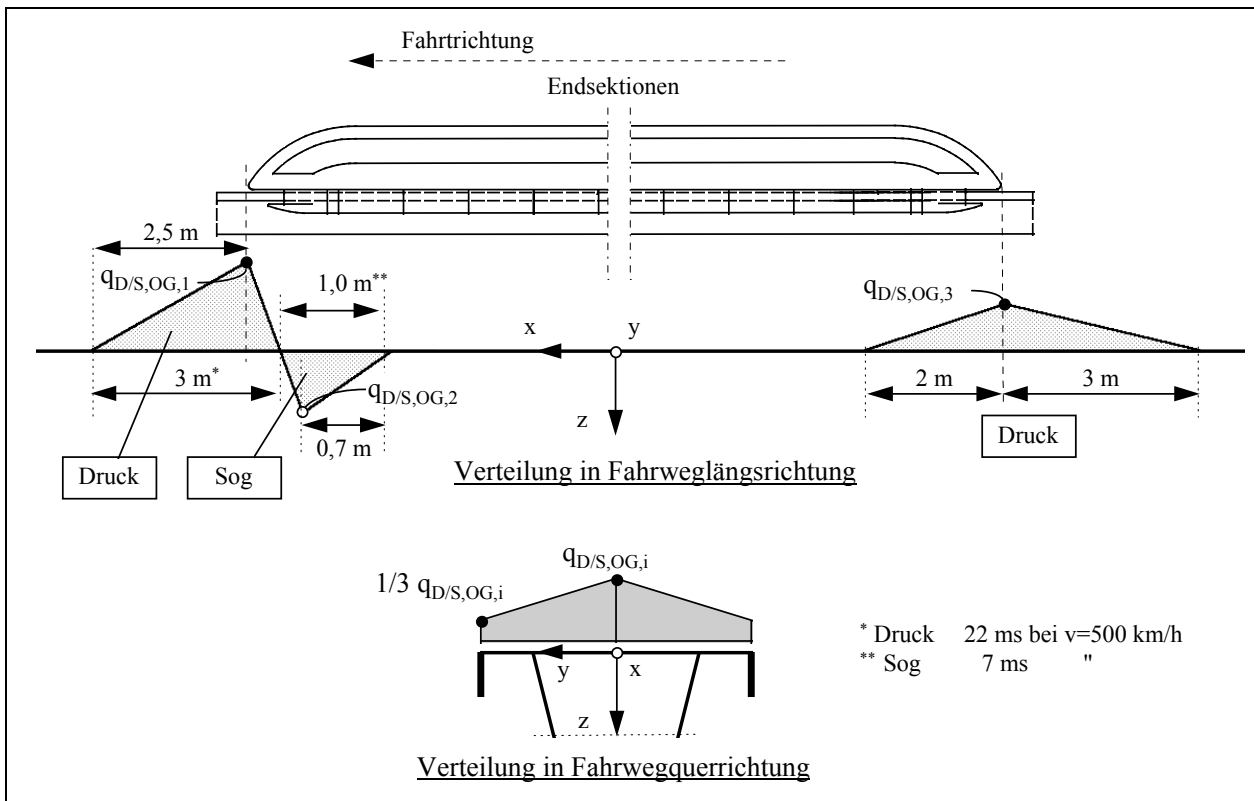 Fahrtrichtung
Endsektionen
2,5 m
q_D/S,OG,1
1,0 m**
q_D/S,OG,3
x
y
3 m*
q_D/S,OG,2
2 m
3 m
z
0,7 m
Druck
Druck
Sog
Verteilung in Fahrweglängsrichtung
q_D/S,OG,i
1/3 q_D/S,OG,i
* Druck 22 ms bei v=500 km/h
** Sog 7 ms "
y
x
z
Verteilung in Fahrwegquerrichtung